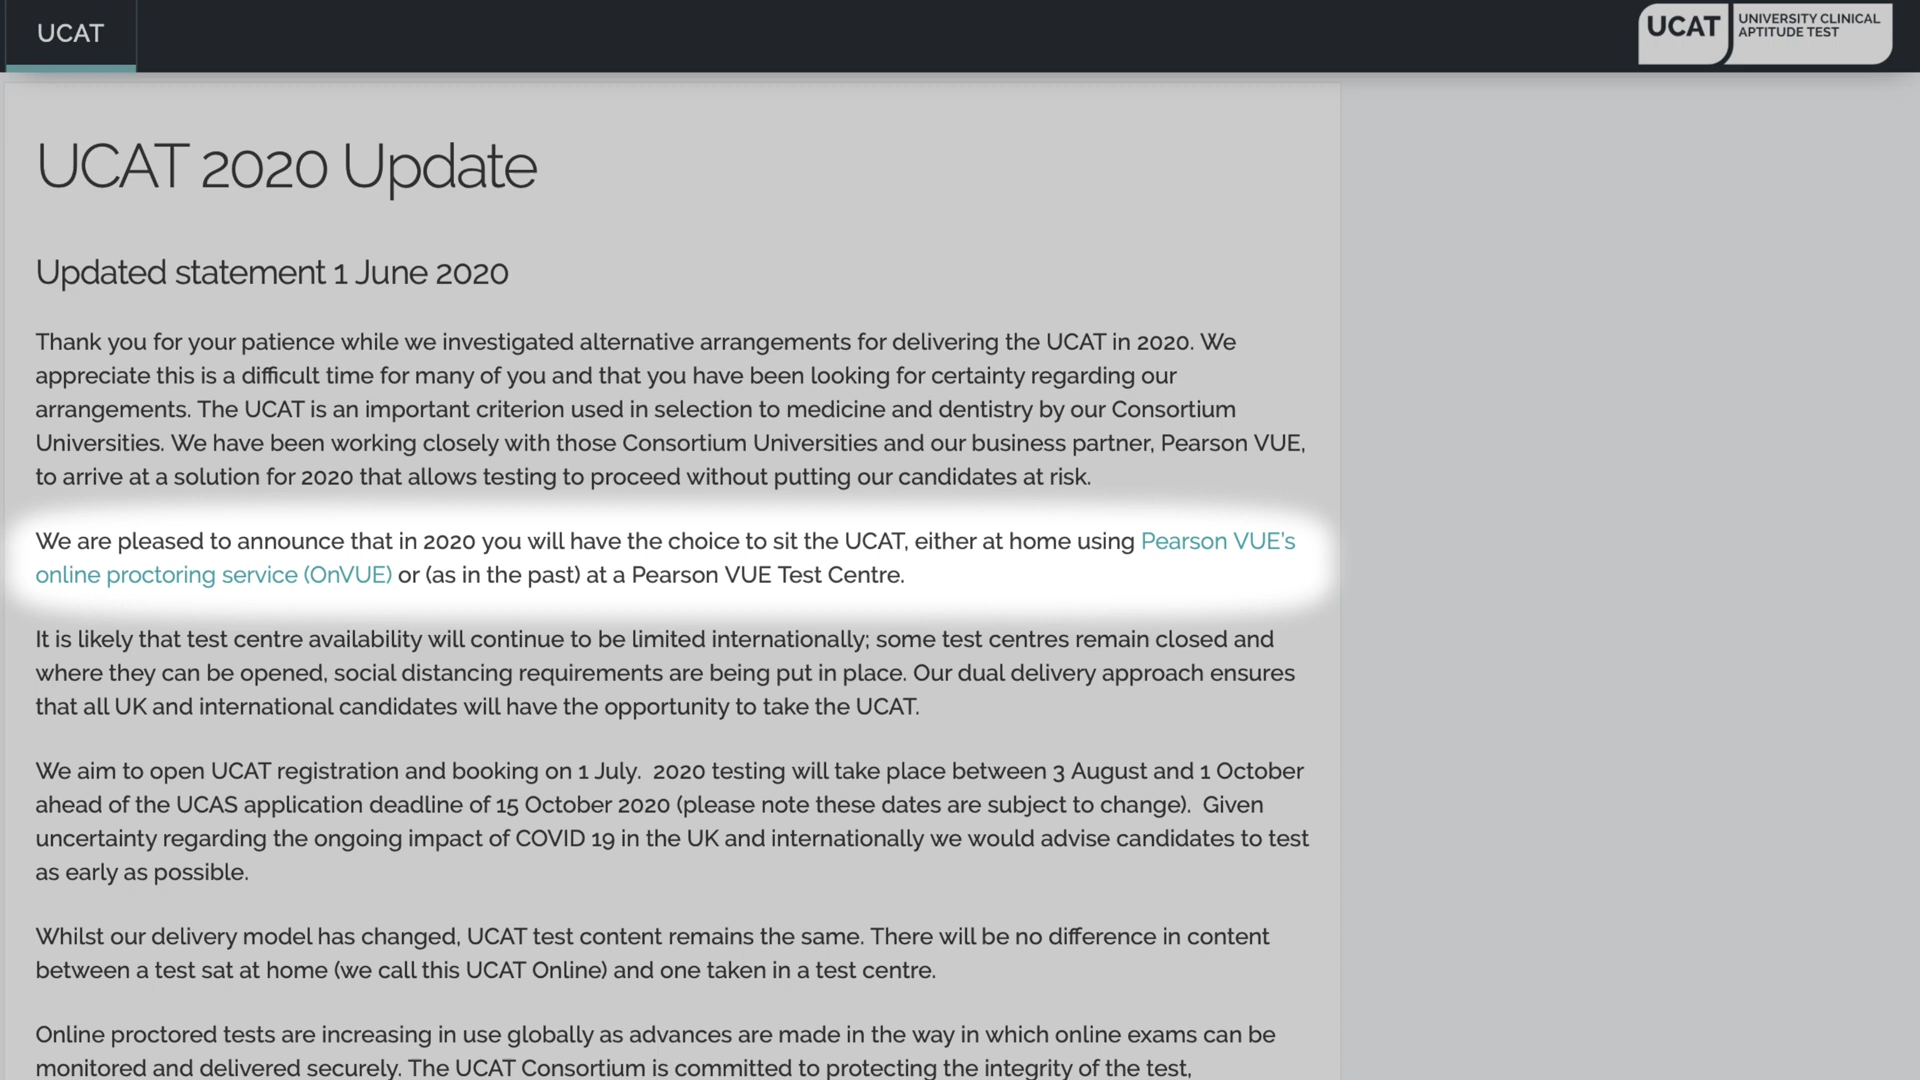 UCAT
UCAT UNIVERSITY CLINICAL
APTITUDE TEST
UCAT 2020 Update
Updated statement 1 June 2020
Thank you for your patience while we investigated alternative arrangements for delivering the UCAT in 2020. We
appreciate this is a difficult time for many of you and that you have been looking for certainty regarding our
arrangements. The UCAT is an important criterion used in selection to medicine and dentistry by our Consortium
Universities. We have been working closely with those Consortium Universities and our business partner, Pearson VUE,
to arrive at a solution for 2020 that allows testing to proceed without putting our candidates at risk.
We are pleased to announce that in 2020 you will have the choice to sit the UCAT, either at home using Pearson VUE's
online proctoring service (OnVUE) or (as in the past) at a Pearson VUE Test Centre.
It is likely that test centre availability will continue to be limited internationally; some test centres remain closed and
where they can be opened, social distancing requirements are being put in place. Our dual delivery approach ensures
that all UK and international candidates will have the opportunity to take the UCAT.
We aim to open UCAT registration and booking on 1 July.  2020 testing will take place between 3 August and 1 October
ahead of the UCAS application deadline of 15 October 2020 (please note these dates are subject to change).  Given
uncertainty regarding the ongoing impact of COVID 19 in the UK and internationally we would advise candidates to test
as early as possible.
Whilst our delivery model has changed, UCAT test content remains the same. There will be no difference in content
between a test sat at home (we call this UCAT Online) and one taken in a test centre.
Online proctored tests are increasing in use globally as advances are made in the way in which online exams can be
monitored and delivered securely. The UCAT Consortium is committed to protecting the integrity of the test,